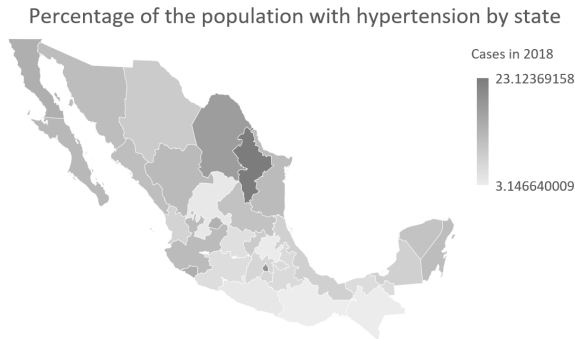 Percentage of the population with hypertension by state
Cases in 2018
23.12369158
3.146640009